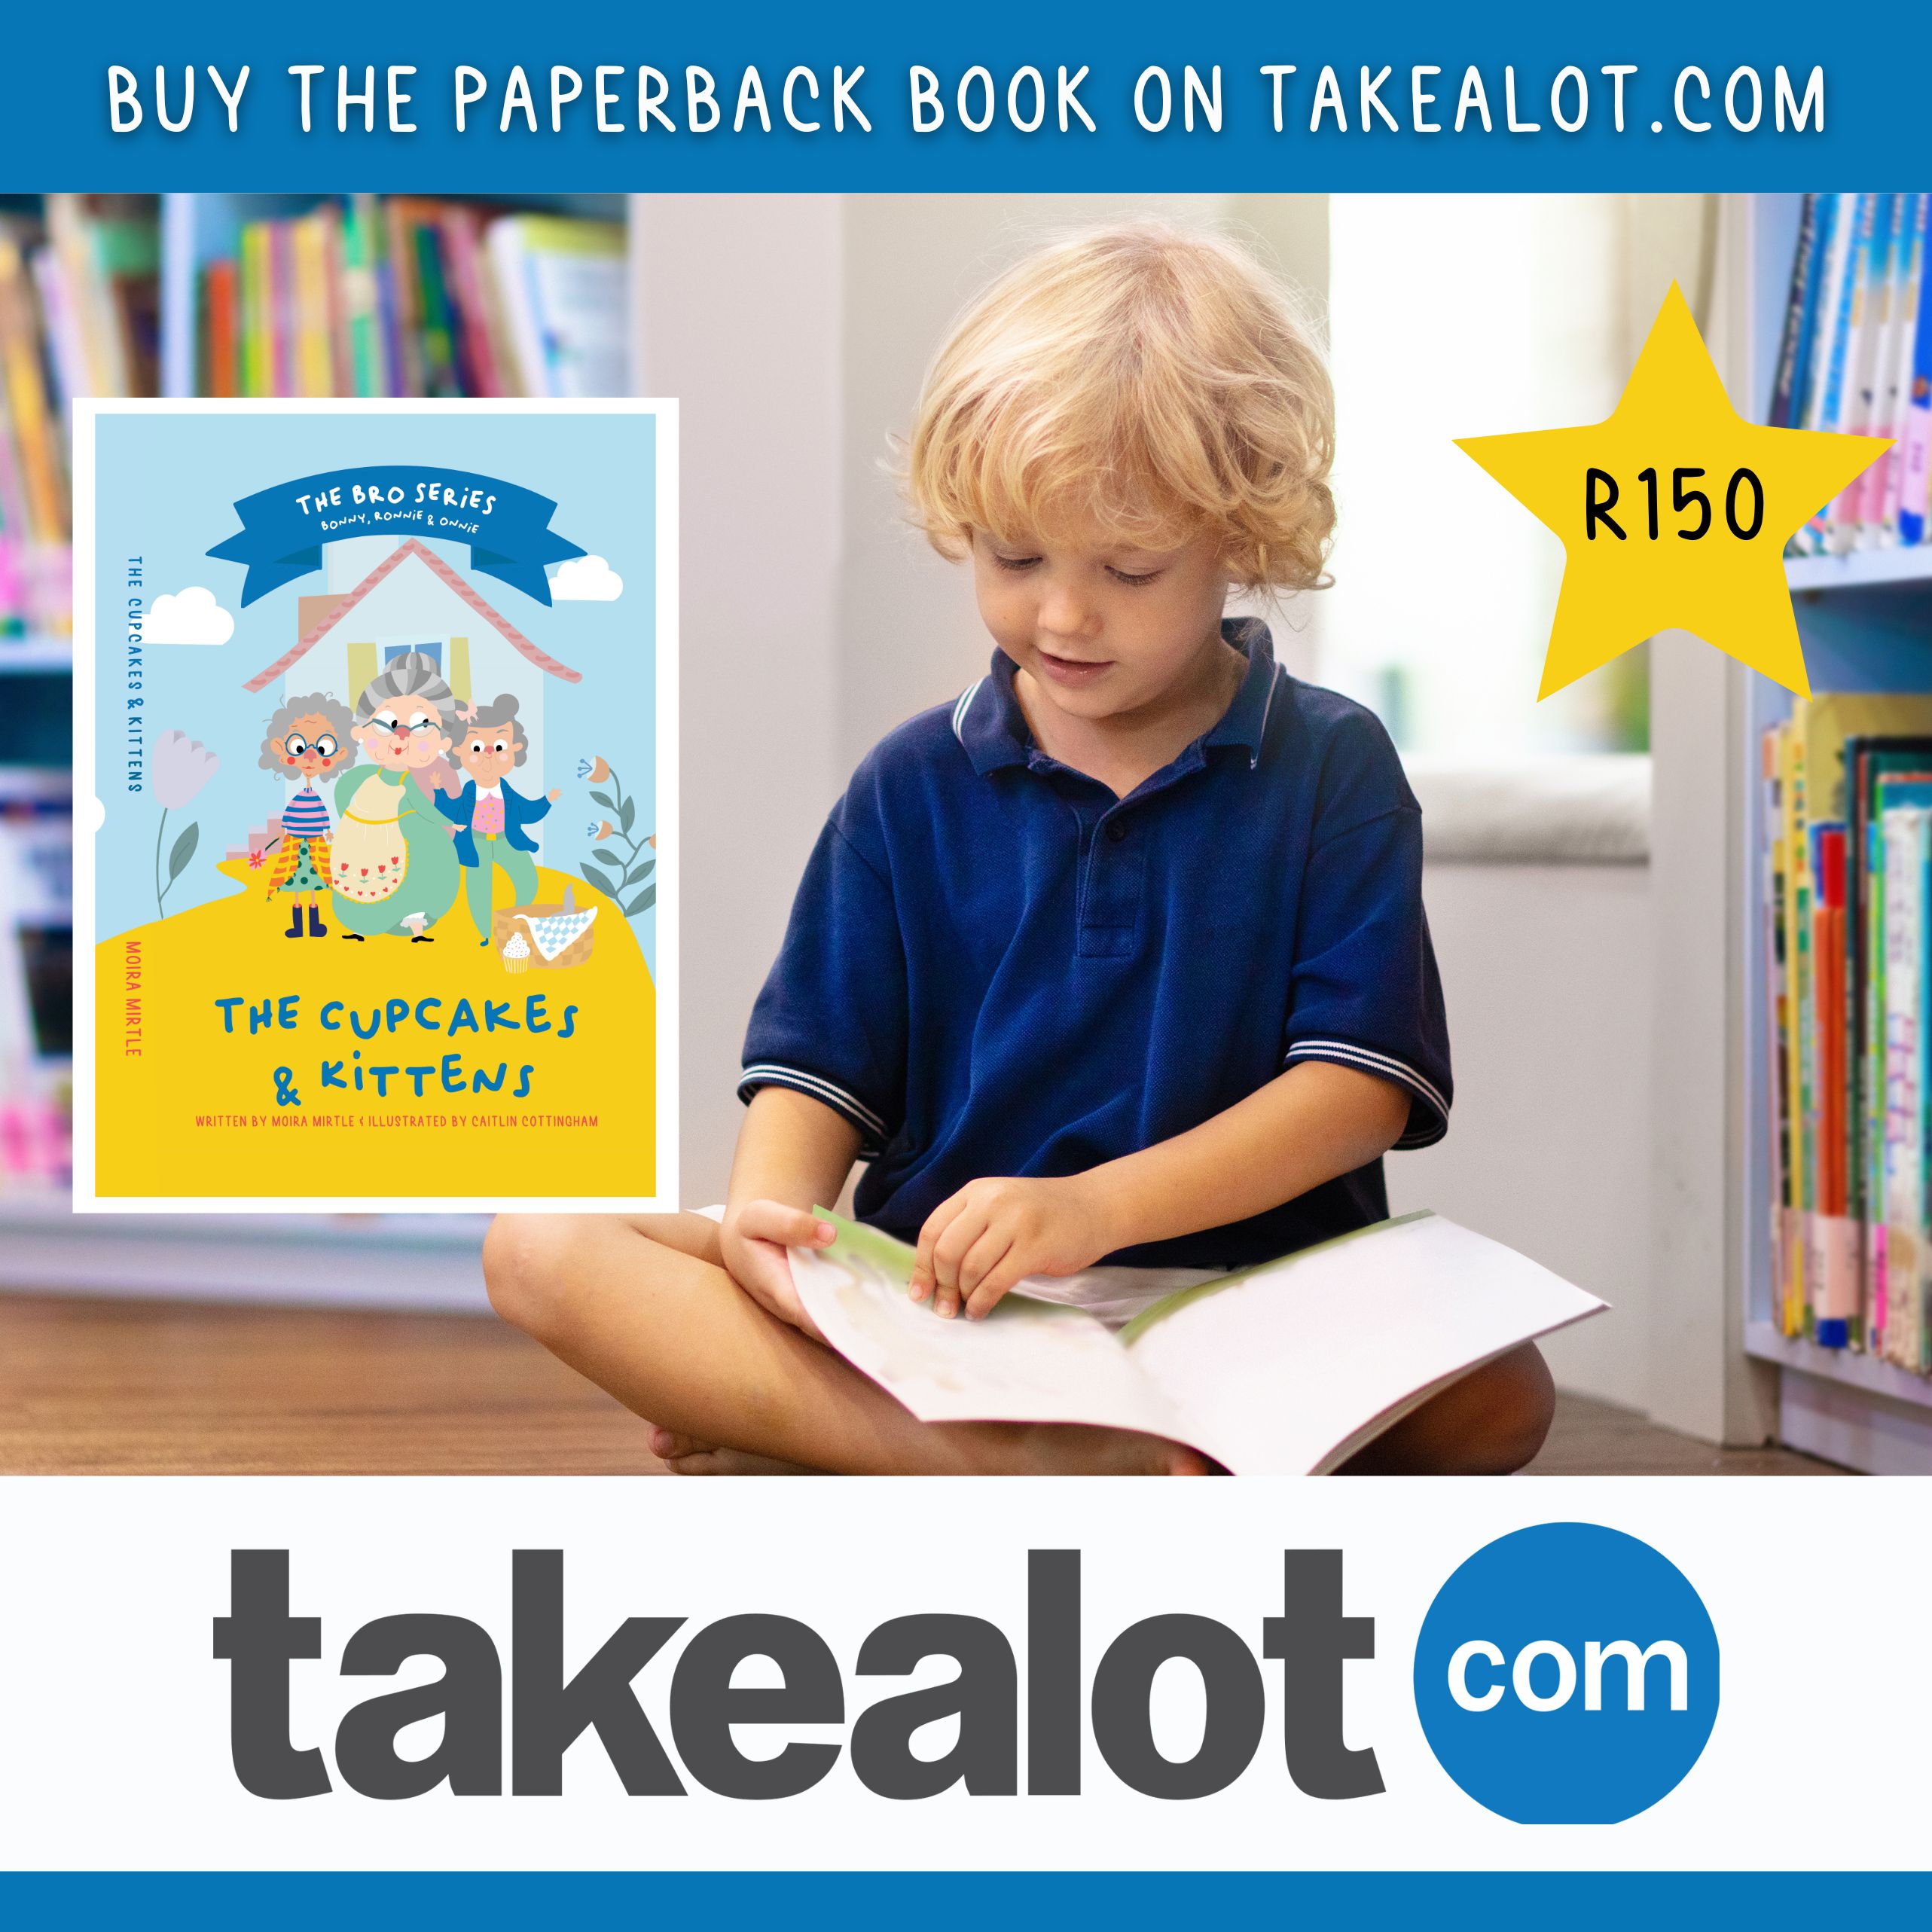 BUY THE PAPERBACK BOOK ON TAKEALOT.COM
THE BRO SERiES
BONNY, RONNiE & ONNiE
THE CUPCAKES & KITTENS
MOIRA MIRTLE
THE CUPCAKES
& KiTTENS
WRITTEN BY MOIRA MIRTLE < ILLUSTRATED BY CAITLIN COTTINGHAM
R150
takealot com